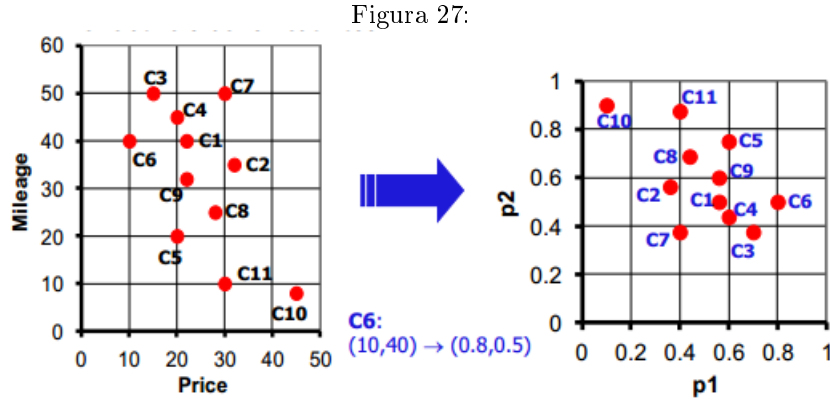 Figura 27:
60
50
40
30
20
10
0
Mileage
C3
C7
C4
C1
C6
C2
C9
C8
C5
C11
C10
0 10 20 30 40 50
Price
C6:
(10,40) → (0.8,0.5)
1
0.8
0.6
0.4
0.2
0
p2
C11
C10
C5
C8
C9
C2
C1
C4
C6
C7
C3
0 0.2 0.4 0.6 0.8 1
p1